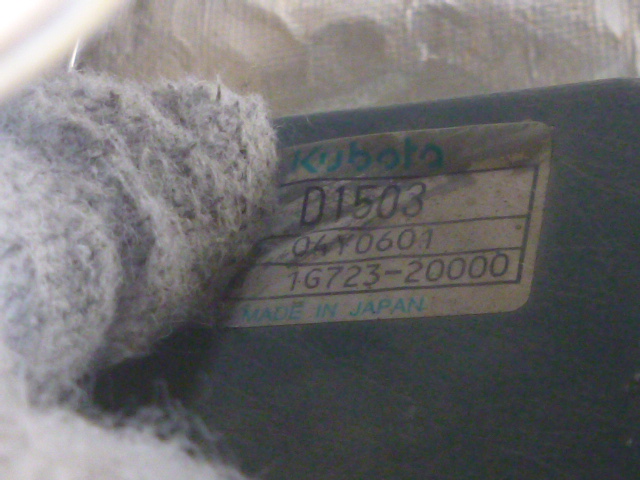 Kubota
D1503
04Y0601
1G723-20000
MADE IN JAPAN